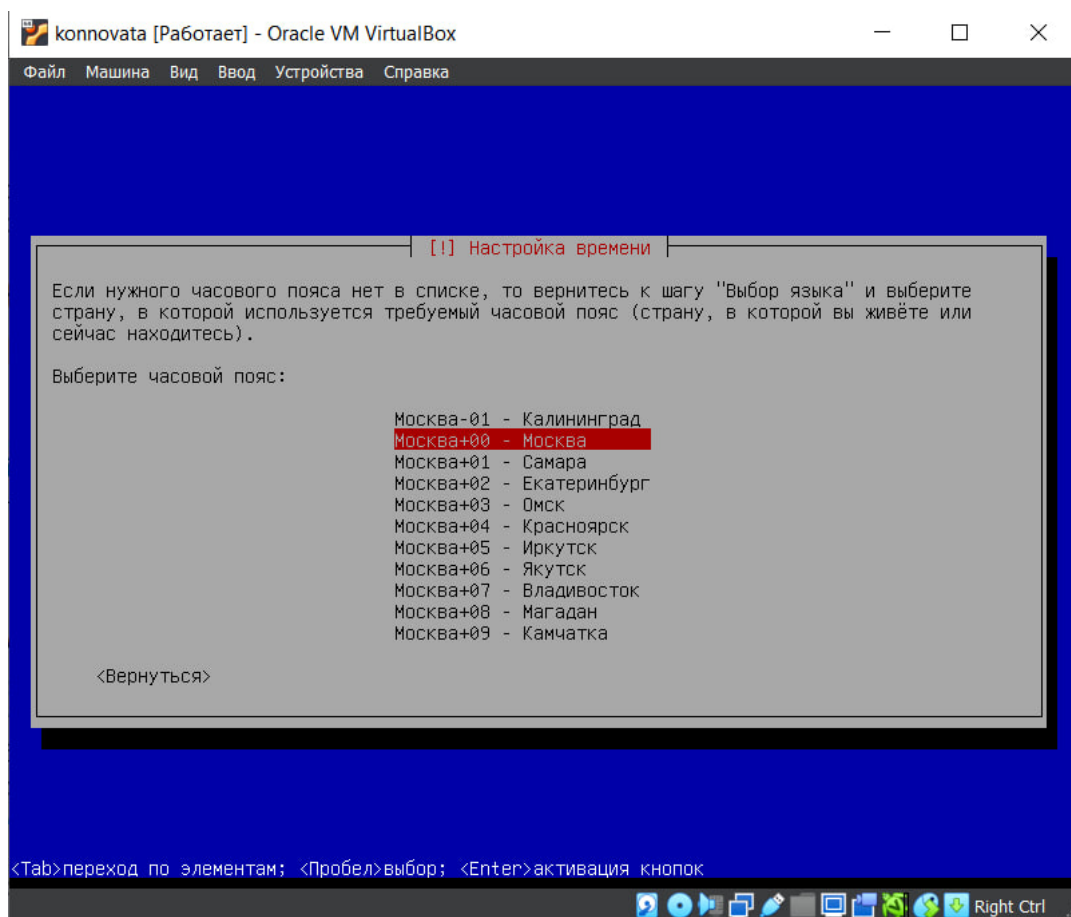 konnovata [Работает] - Oracle VM VirtualBox
Файл Машина Вид Ввод Устройства Справка
[!] Настройка времени
Если нужного часового пояса нет в списке, то вернитесь к шагу "Выбор языка" и выберите
страну, в которой используется требуемый часовой пояс (страну, в которой вы живёте или
сейчас находитесь).
Выберите часовой пояс:
Москва-01 - Калининград
Москва+00 - Москва
Москва+01 - Самара
Москва+02 - Екатеринбург
Москва+03 - Омск
Москва+04 - Красноярск
Москва+05 - Иркутск
Москва+06 - Якутск
Москва+07 - Владивосток
Москва+08 - Магадан
Москва+09 - Камчатка
<Вернуться>
<Tab>переход по элементам; <Пробел>выбор; <Enter>активация кнопок
Right Ctrl